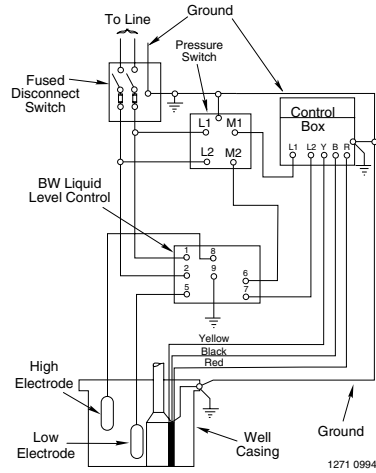 To Line
Ground
Pressure
Switch
Fused
Disconnect
Switch
L1 M1
L2 M2
Control
Box
L1 L2 Y B R
BW Liquid
Level Control
1
8
2
9
6
5
7
Yellow
Black
Red
High
Electrode
Low
Electrode
Well
Casing
Ground
1271 0994